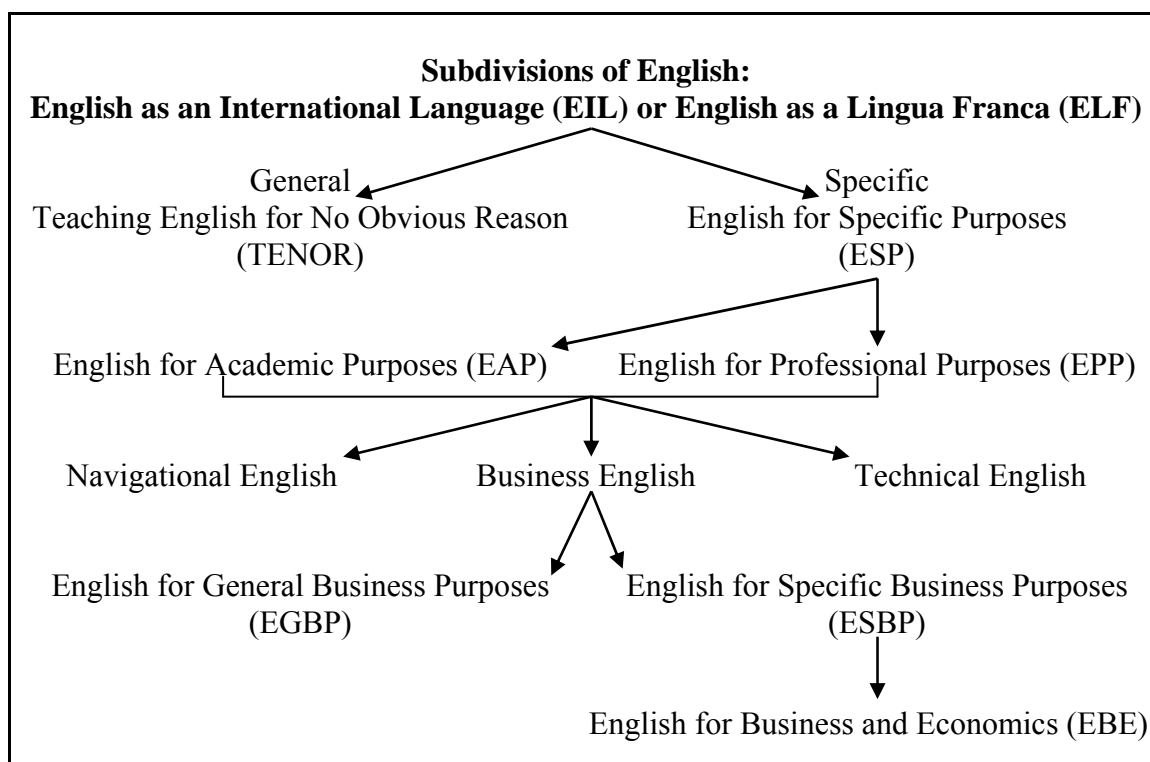 Subdivisions of English:
English as an International Language (EIL) or English as a Lingua Franca (ELF)
General
Teaching English for No Obvious Reason
(TENOR)
Specific
English for Specific Purposes
(ESP)
English for Academic Purposes (EAP)
English for Professional Purposes (EPP)
Navigational English
Business English
Technical English
English for General Business Purposes
(EGBP)
English for Specific Business Purposes
(ESBP)
English for Business and Economics (EBE)